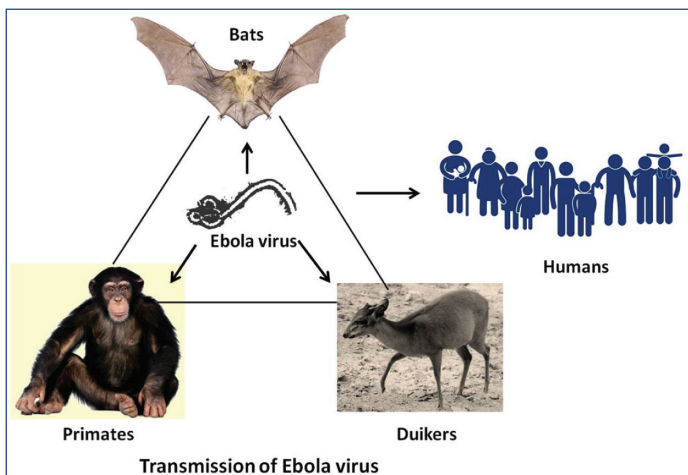 Bats
Ebola virus
Humans
Primates
Duikers
Transmission of Ebola virus